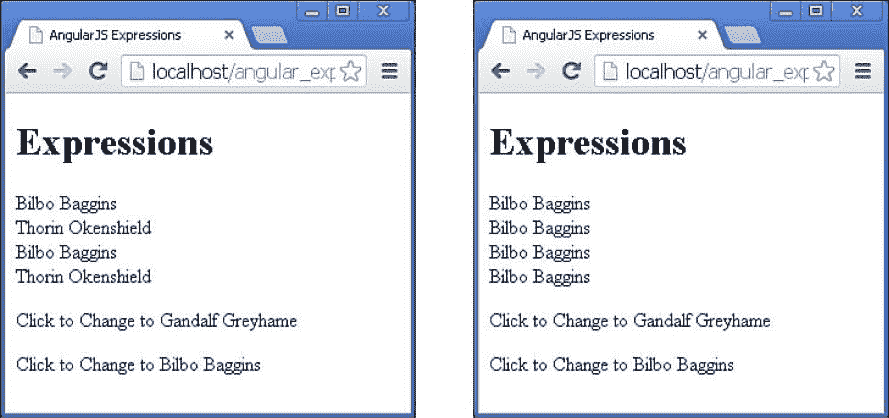 AngularJS Expressions
localhost/angular_exp
Expressions
Bilbo Baggins
Thorin Okenshield
Bilbo Baggins
Thorin Okenshield
Click to Change to Gandalf Greyhame
Click to Change to Bilbo Baggins
AngularJS Expressions
localhost/angular_exp
Expressions
Bilbo Baggins
Bilbo Baggins
Bilbo Baggins
Bilbo Baggins
Click to Change to Gandalf Greyhame
Click to Change to Bilbo Baggins